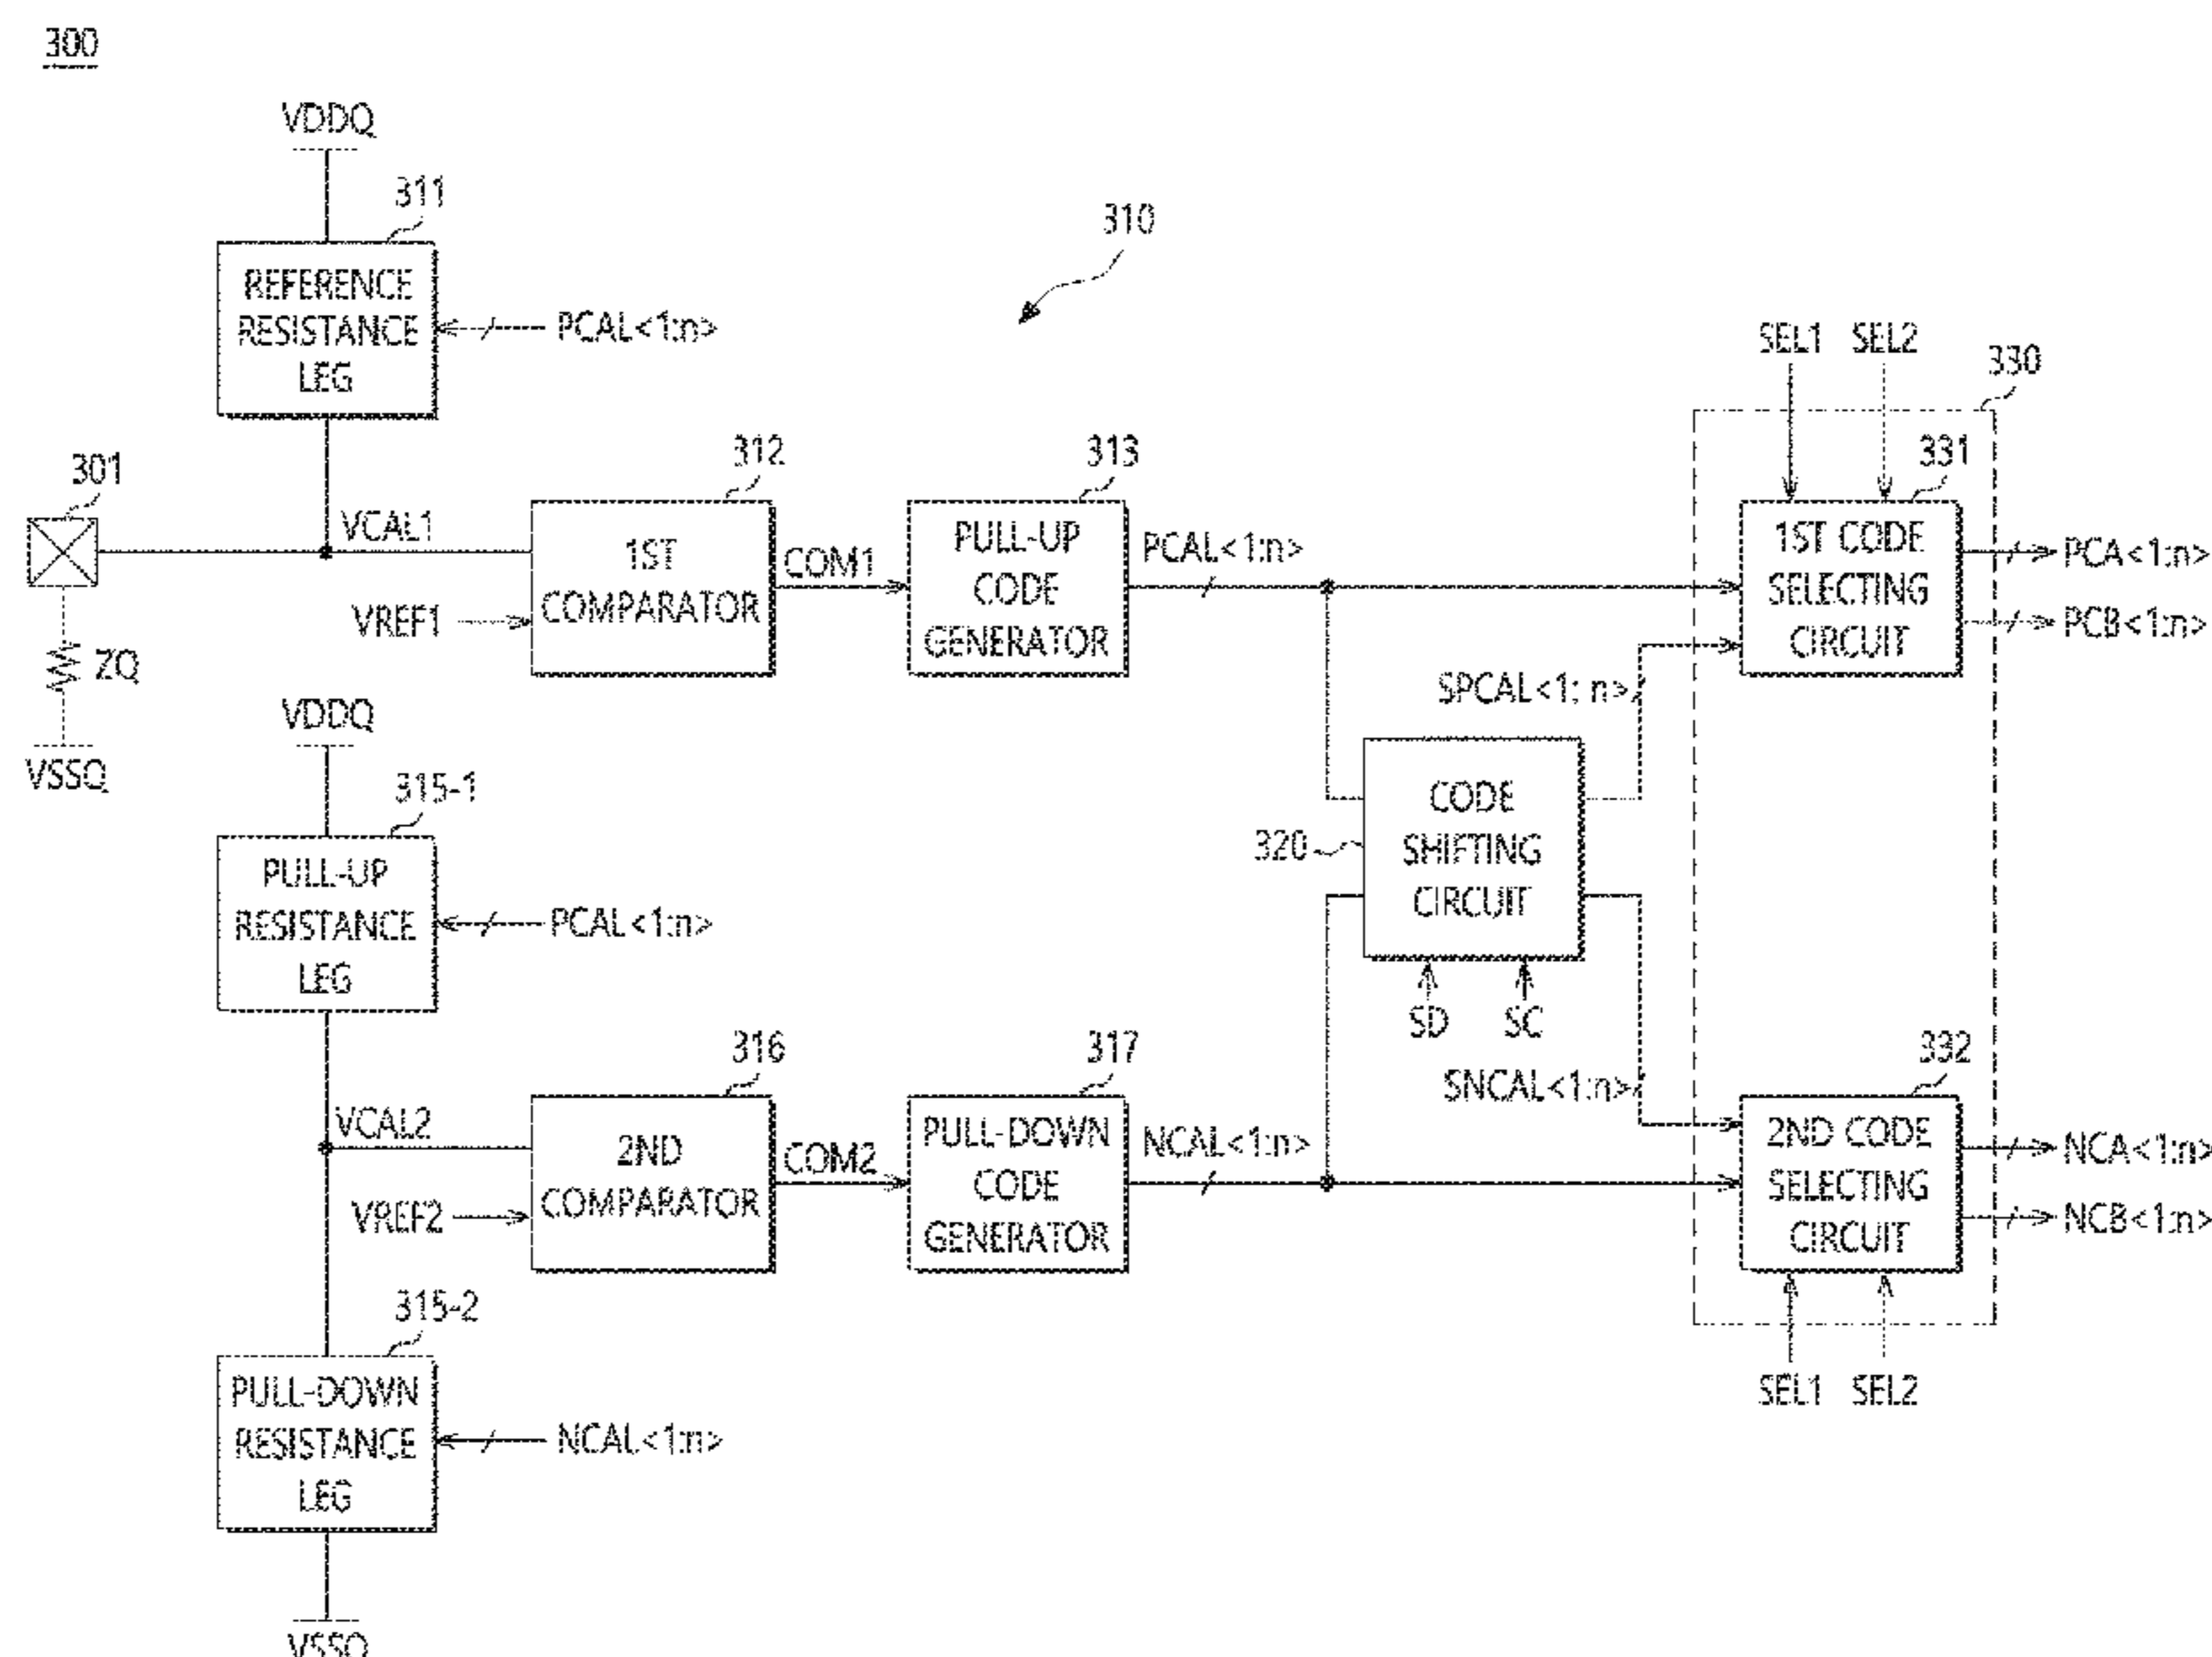 300
VDDQ
311
310
REFERENCE
RESISTANCE
LEG
PCAL<1:n>
SEL1 SEL2
330
301
VCAL1
312
313
331
1ST
COMPARATOR
VREF1
COM1
PULL-UP
CODE
GENERATOR
PCAL<1:n>
1ST CODE
SELECTING
CIRCUIT
PCA<1:n>
PCB<1:n>
ZQ
VSSQ
SPCAL<1; n>
VDDQ
315-1
PULL-UP
RESISTANCE
LEG
PCAL<1:n>
320
CODE
SHIFTING
CIRCUIT
SD SC
SNCAL<1:n>
VCAL2
316
317
332
2ND
COMPARATOR
VREF2
COM2
PULL-DOWN
CODE
GENERATOR
NCAL<1:n>
2ND CODE
SELECTING
CIRCUIT
NCA<1:n>
NCB<1:n>
SEL1 SEL2
315-2
PULL-DOWN
RESISTANCE
LEG
NCAL<1:n>
VSSQ